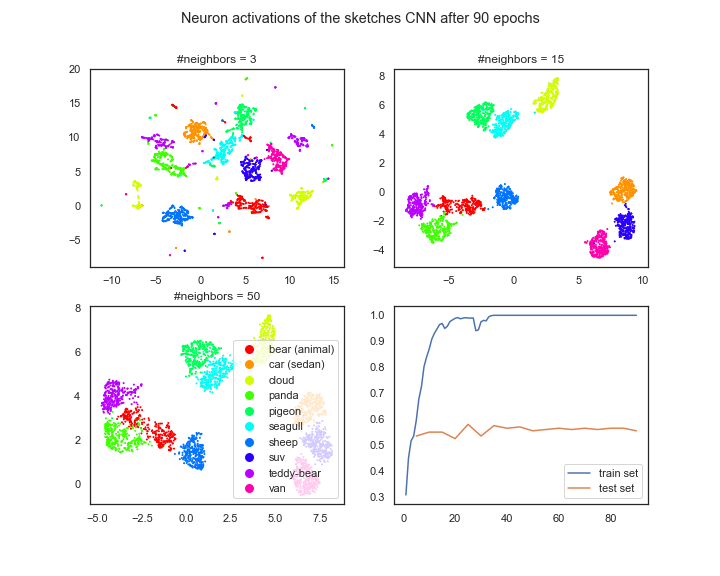 Neuron activations of the sketches CNN after 90 epochs
#neighbors = 3
20
15
10
5
0
−5
−10
−5
0
5
10
15
#neighbors = 15
8
6
4
2
0
−2
−4
−5
0
5
10
#neighbors = 50
8
6
4
2
0
−5.0
−2.5
0.0
2.5
5.0
7.5
bear (animal)
car (sedan)
cloud
panda
pigeon
seagull
sheep
suv
teddy-bear
van
1.0
0.9
0.8
0.7
0.6
0.5
0.4
0.3
0
20
40
60
80
train set
test set